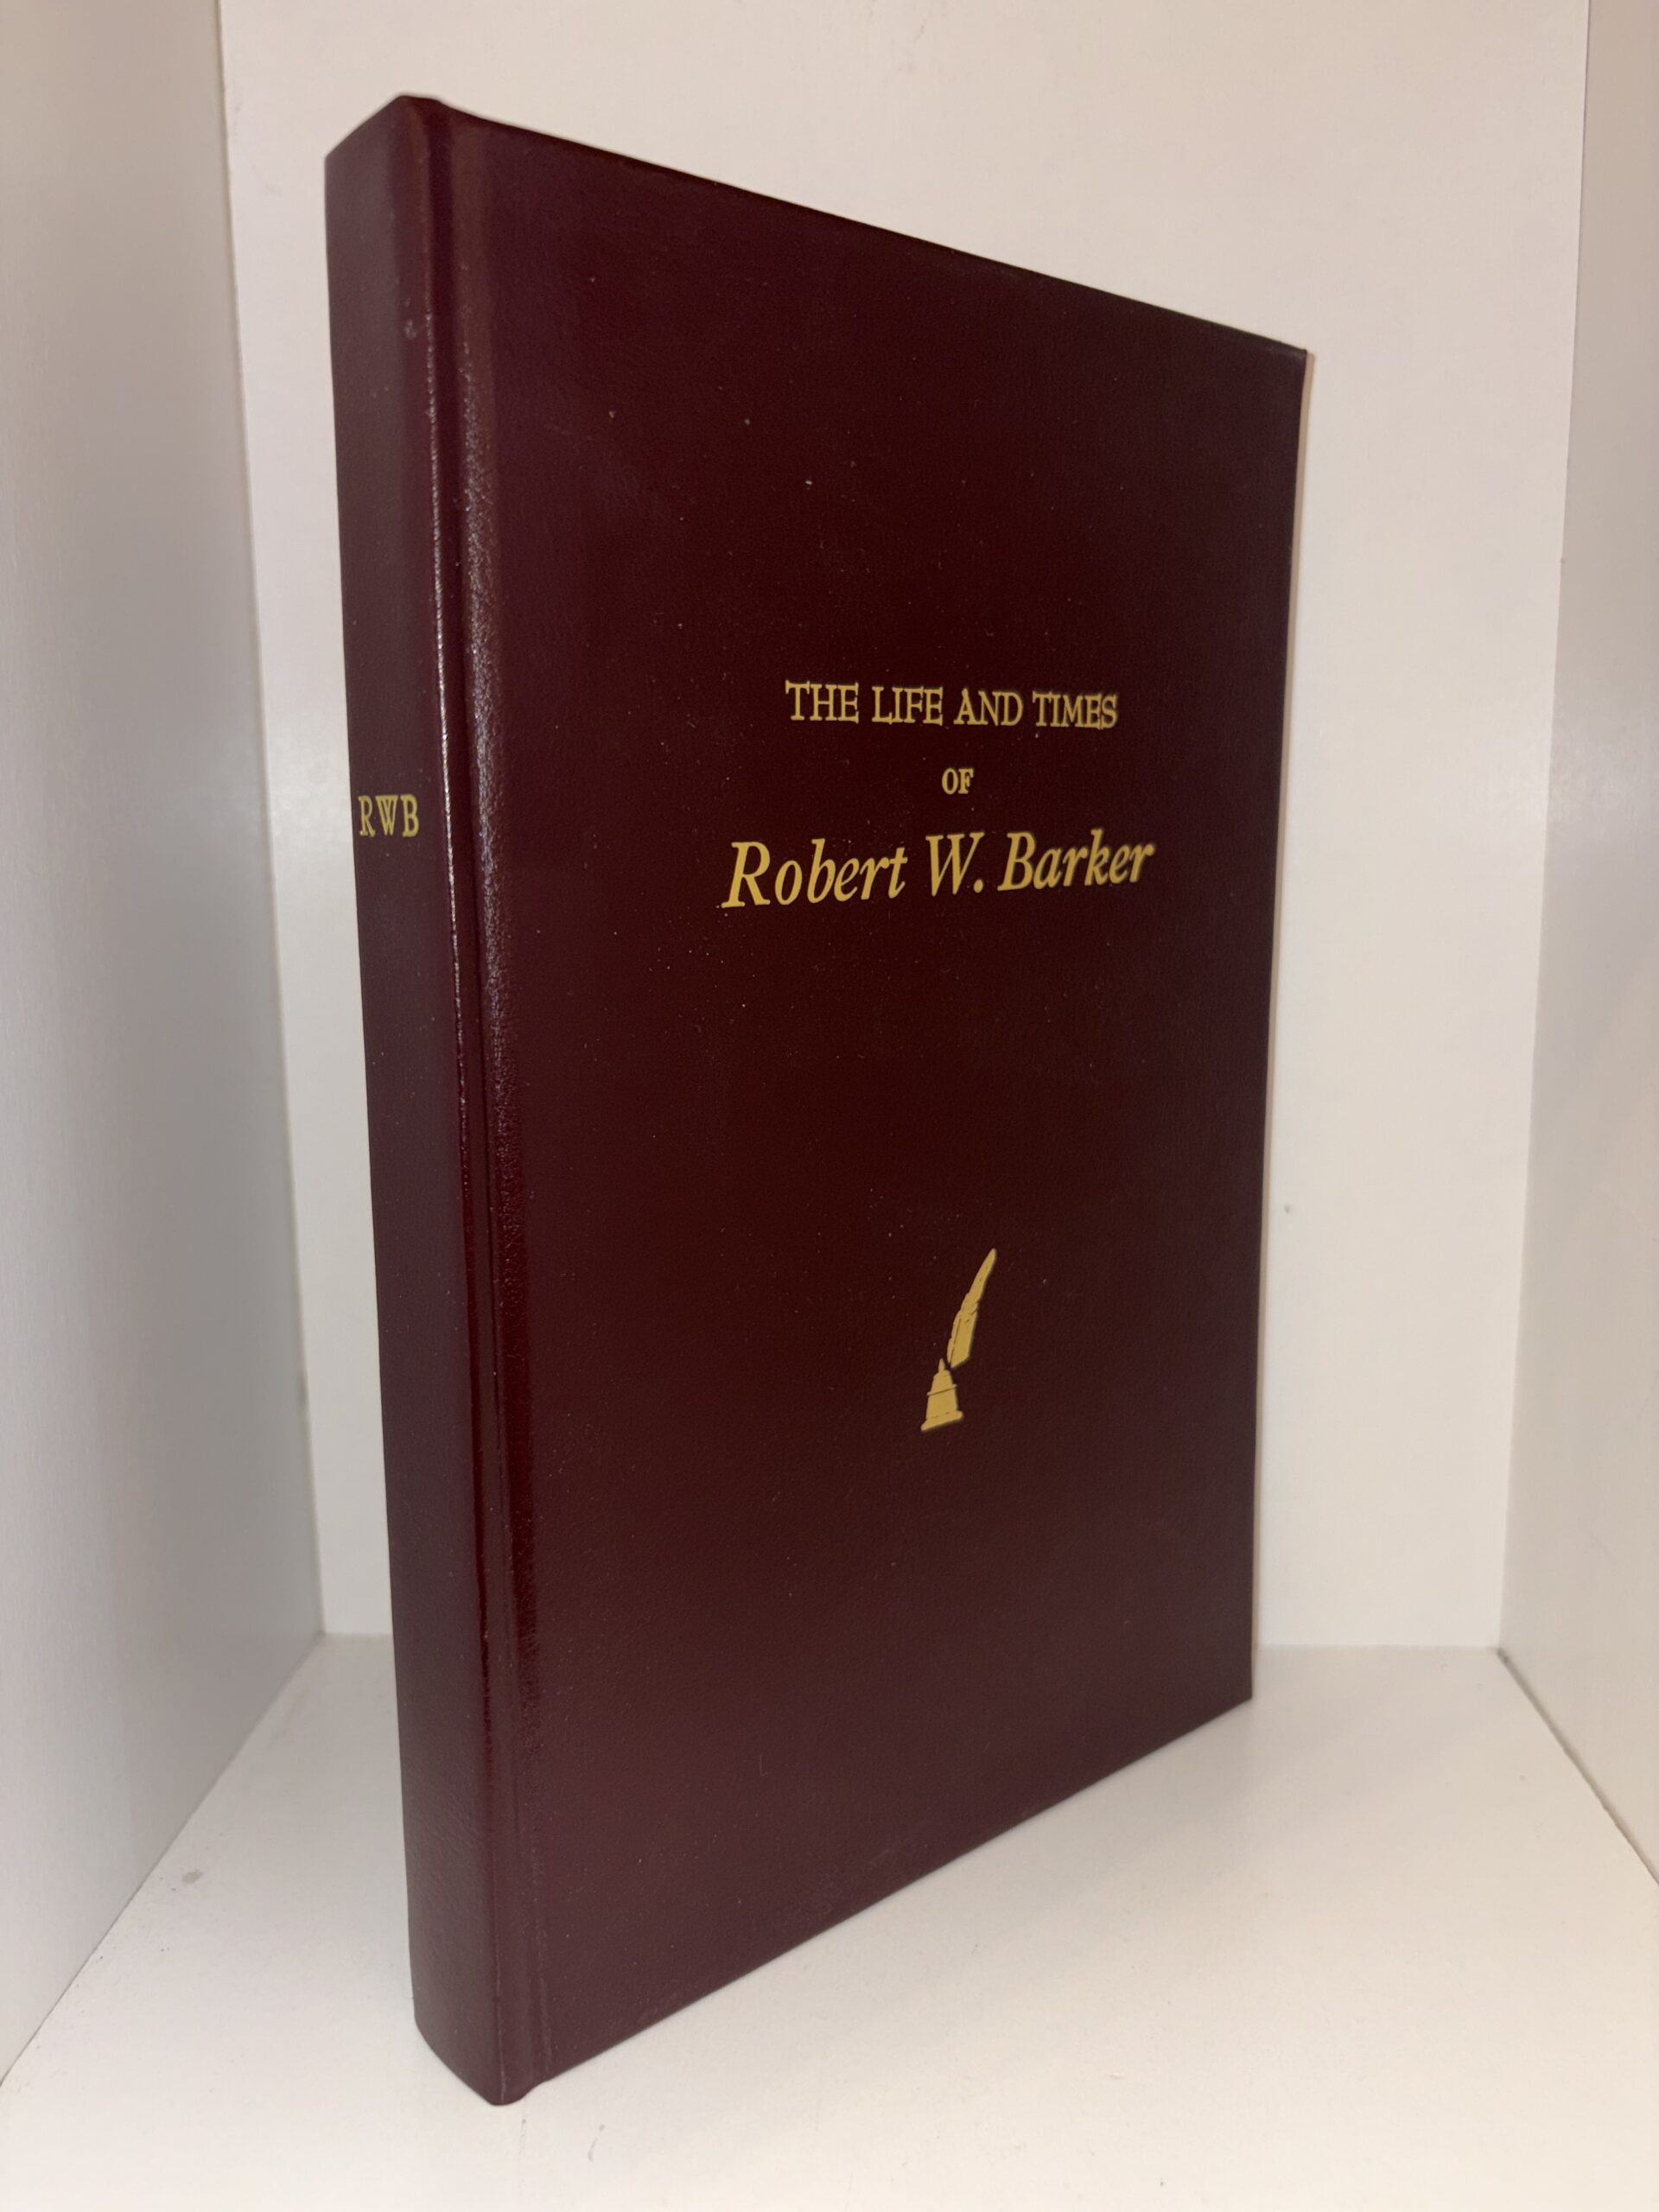 RWB
THE LIFE AND TIMES
OF
Robert W. Barker